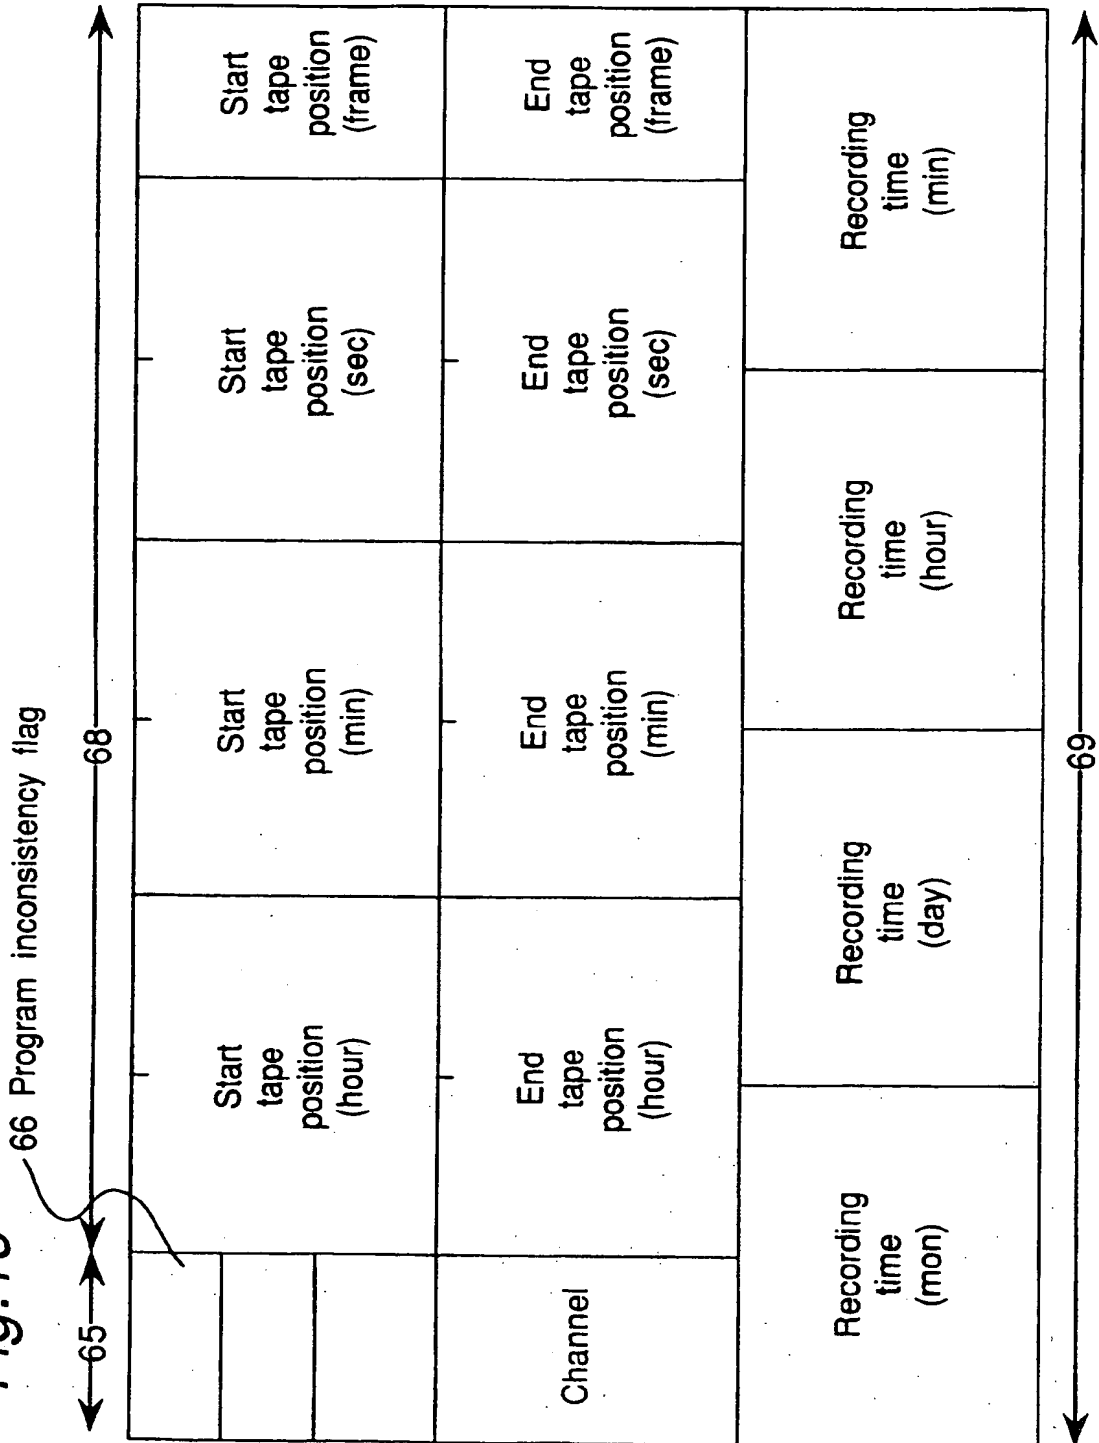 66 Program inconsistency flag
65
68
Start
tape
position
(hour)
Start
tape
position
(min)
Start
tape
position
(sec)
Start
tape
position
(frame)
Channel
End
tape
position
(hour)
End
tape
position
(min)
End
tape
position
(sec)
End
tape
position
(frame)
Recording
time
(mon)
Recording
time
(day)
Recording
time
(hour)
Recording
time
(min)
69